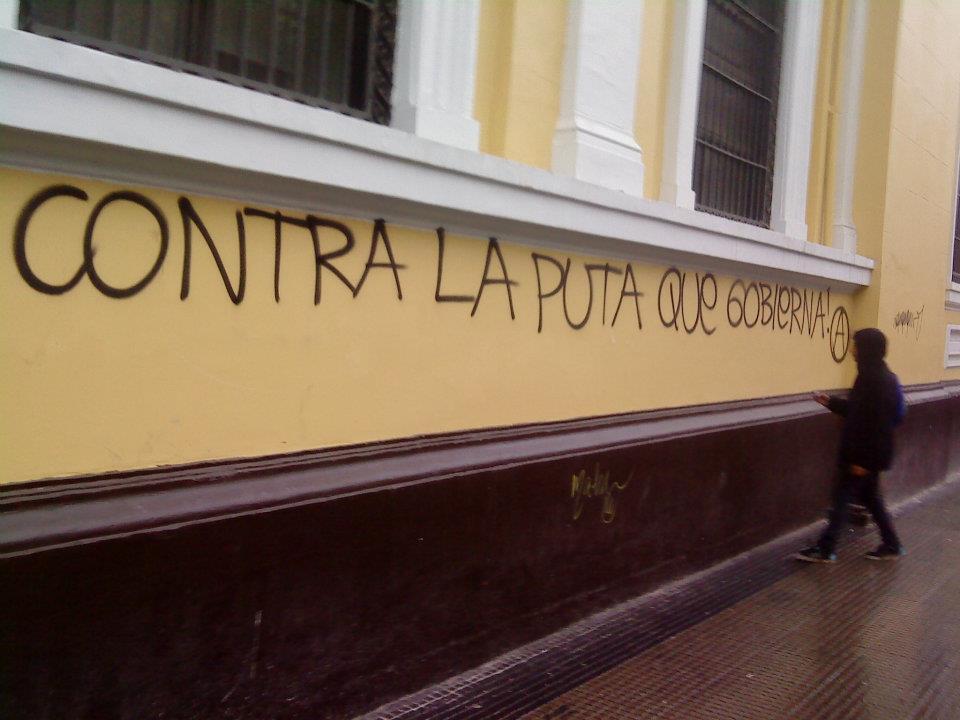 CONTRA LA PUTA QUe GOBIeRNA! Ⓐ